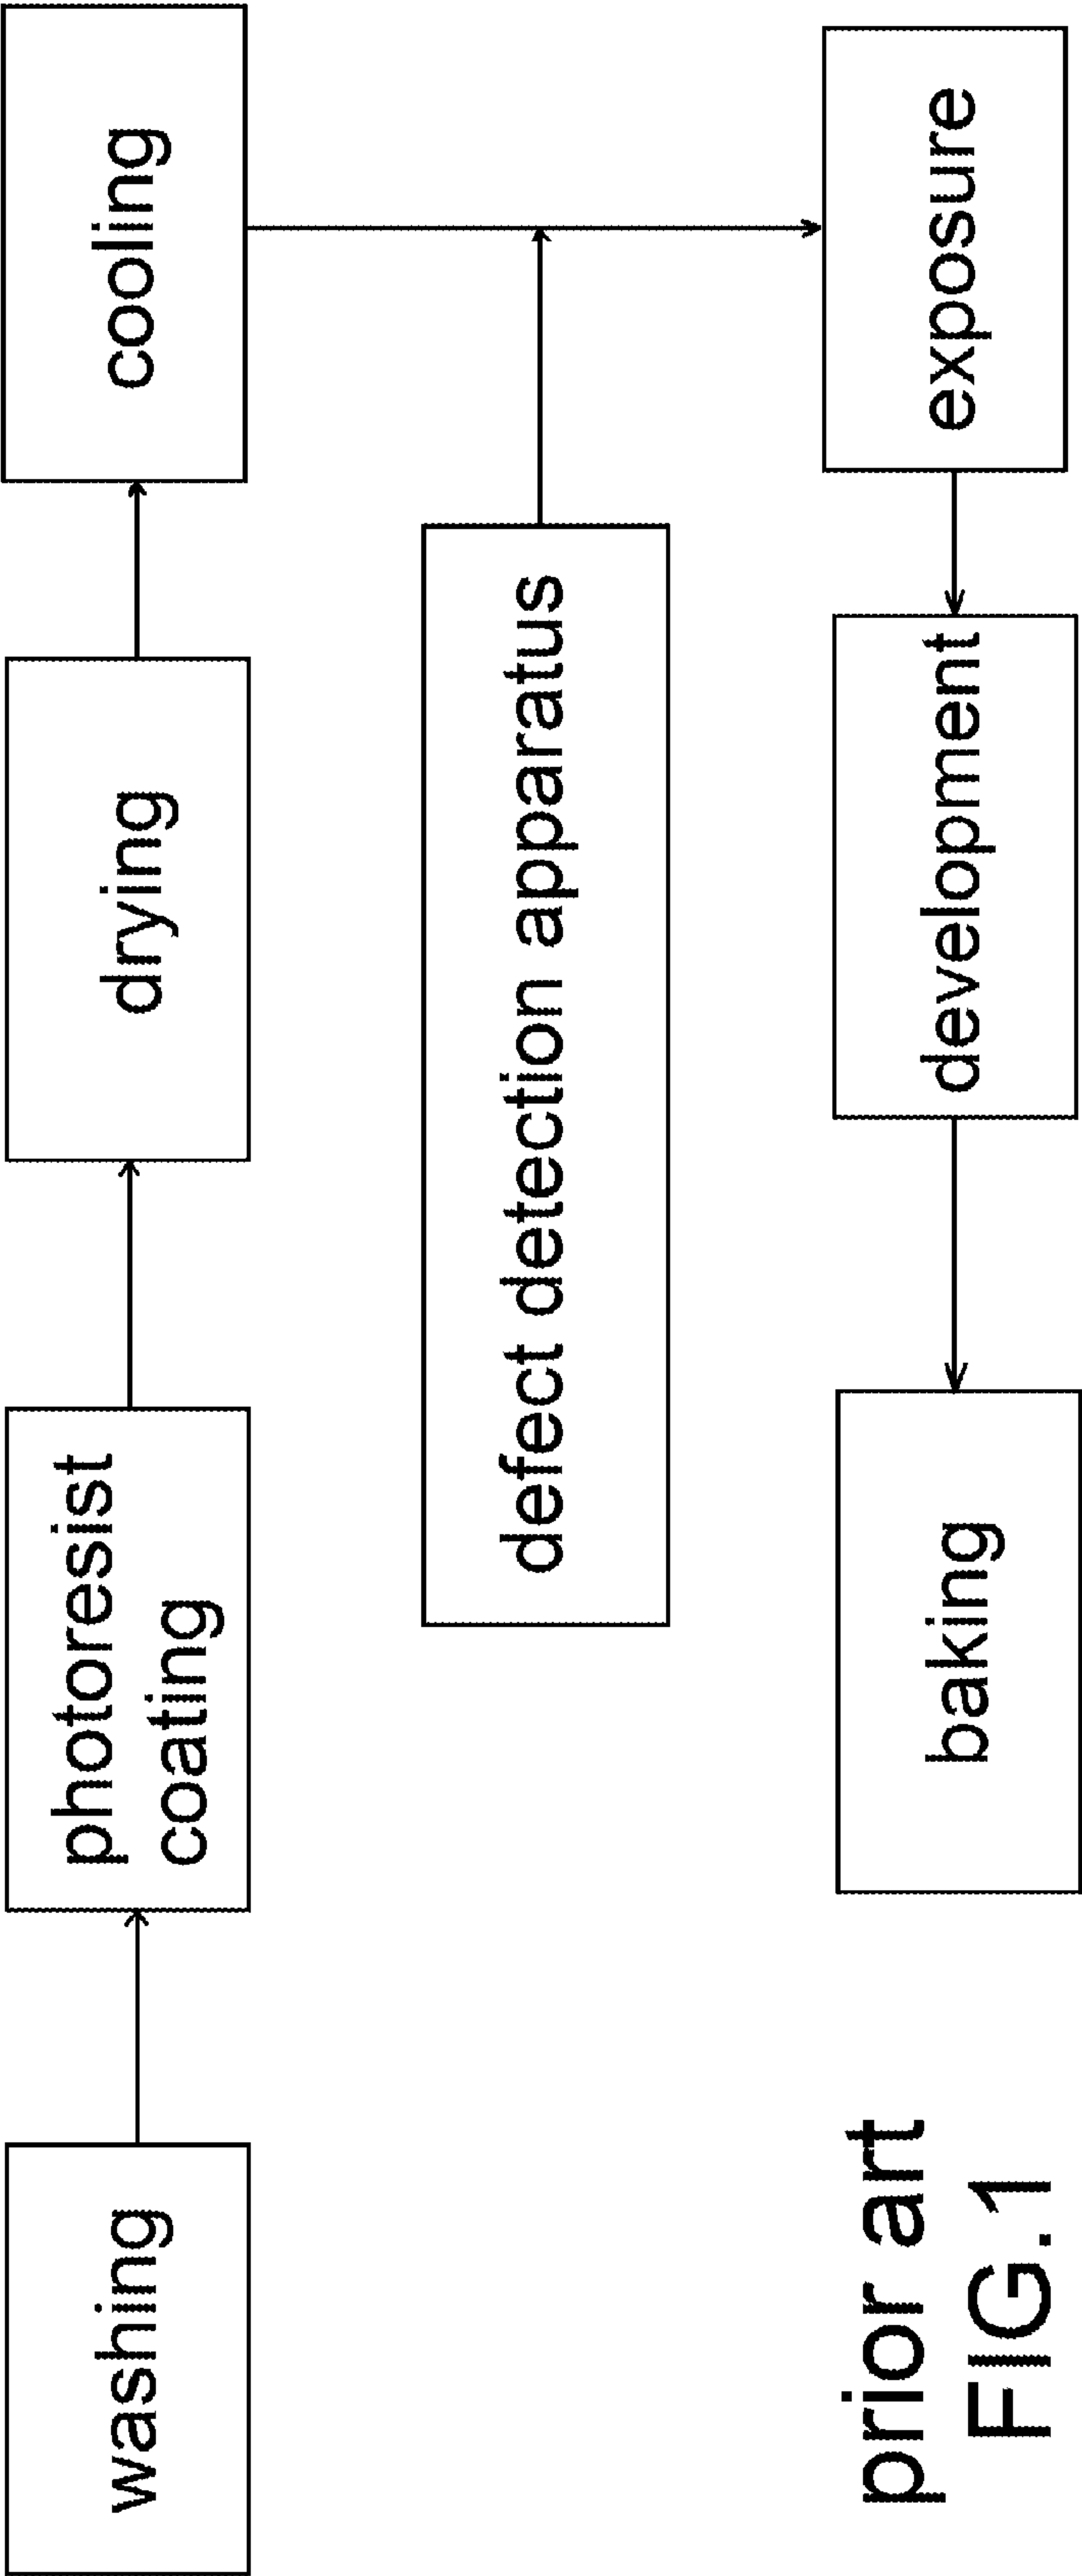 washing
photoresist
coating
drying
cooling
defect detection apparatus
baking
development
exposure
prior art
FIG.1